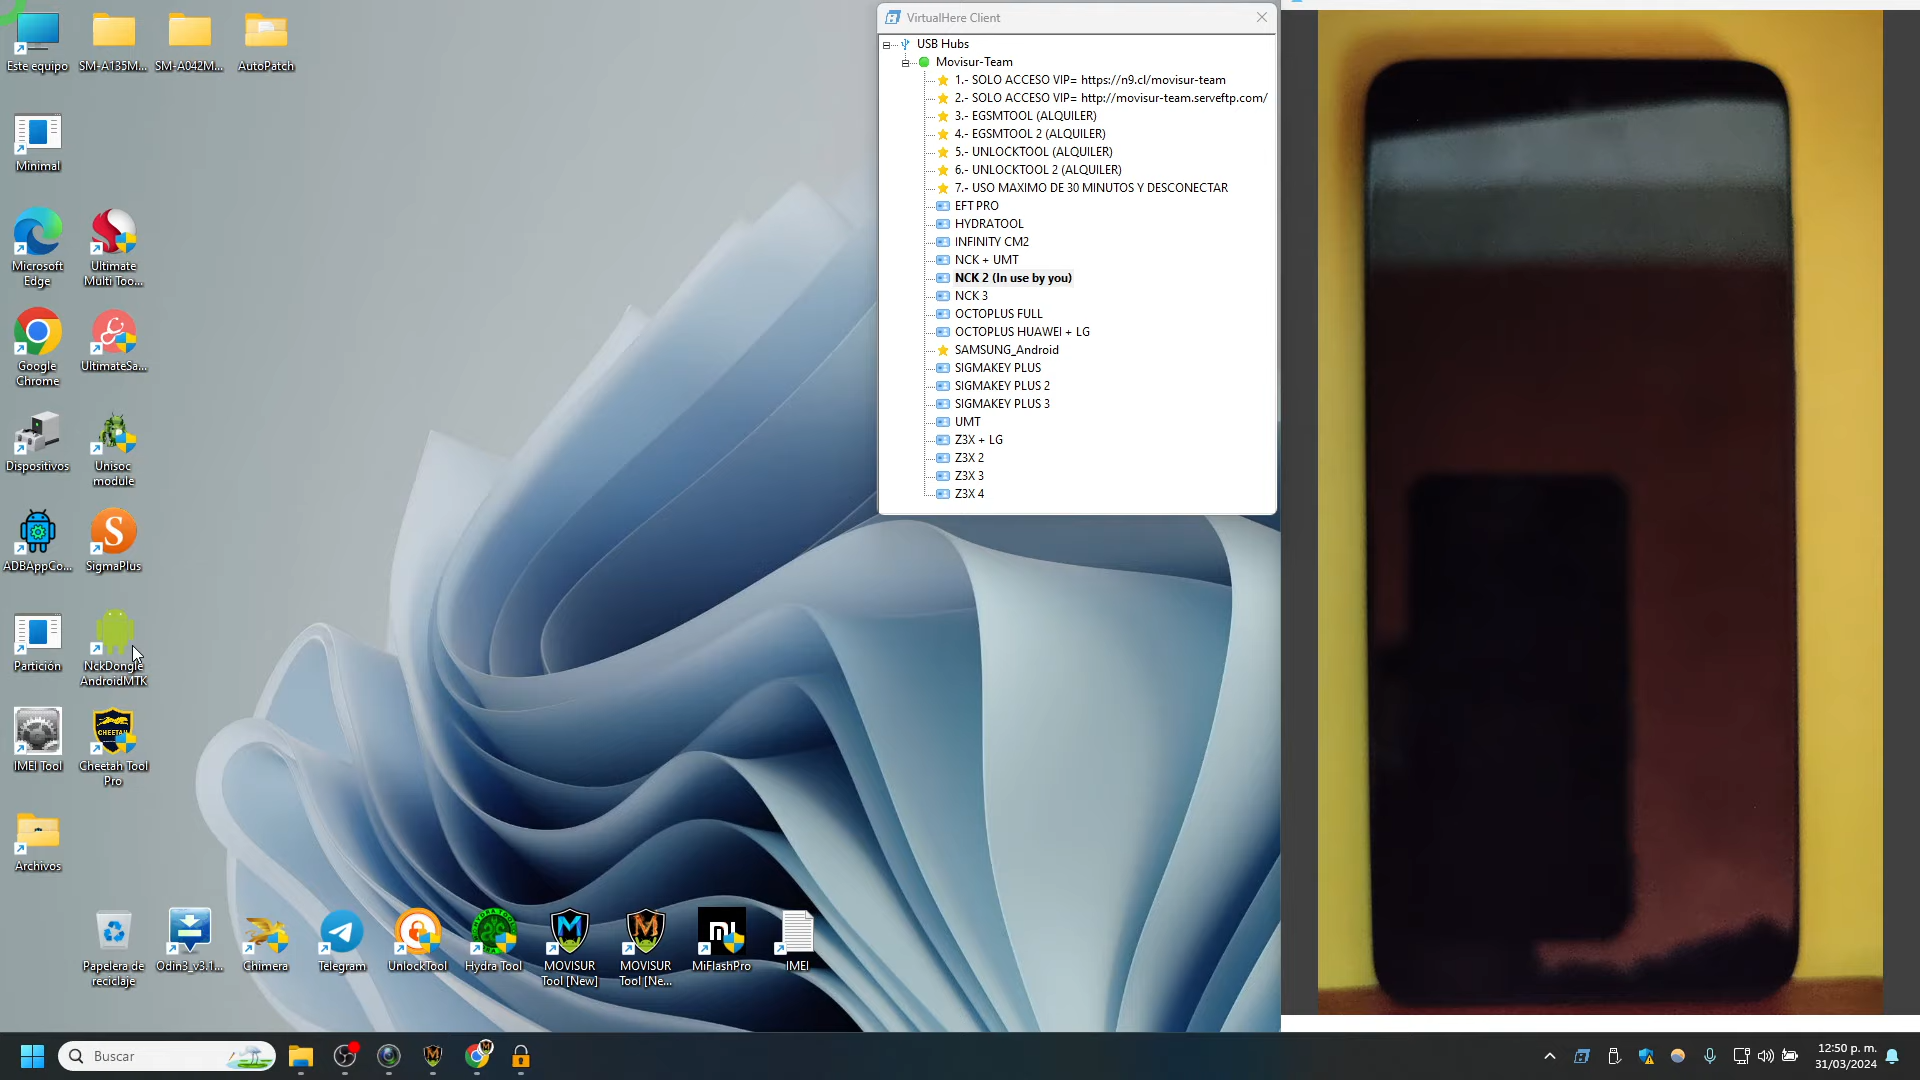 Este equipo
SM-A135M...
SM-A042M...
AutoPatch
Minimal
Microsoft
Edge
Ultimate
Multi Too...
Google
Chrome
UltimateSa...
Dispositivos
Unisoc
module
ADBAppCo...
SigmaPlus
Partición
NckDongle
AndroidMTK
IMEI Tool
CHEETAH
Cheetah Tool
Pro
Archivos
Papelera de
reciclaje
Odin3_v3.1...
Chimera
Telegram
UnlockTool
Hydra Tool
MOVISUR
Tool [New]
MOVISUR
Tool [Ne...
MiFlashPro
IMEI
VirtualHere Client
USB Hubs
Movisur-Team
1.- SOLO ACCESO VIP= https://n9.cl/movisur-team
2.- SOLO ACCESO VIP= http://movisur-team.serveftp.com/
3.- EGSMTOOL (ALQUILER)
4.- EGSMTOOL 2 (ALQUILER)
5.- UNLOCKTOOL (ALQUILER)
6.- UNLOCKTOOL 2 (ALQUILER)
7.- USO MAXIMO DE 30 MINUTOS Y DESCONECTAR
EFT PRO
HYDRATOOL
INFINITY CM2
NCK + UMT
NCK 2 (In use by you)
NCK 3
OCTOPLUS FULL
OCTOPLUS HUAWEI + LG
SAMSUNG_Android
SIGMAKEY PLUS
SIGMAKEY PLUS 2
SIGMAKEY PLUS 3
UMT
Z3X + LG
Z3X 2
Z3X 3
Z3X 4
Buscar
12:50 p. m.
31/03/2024